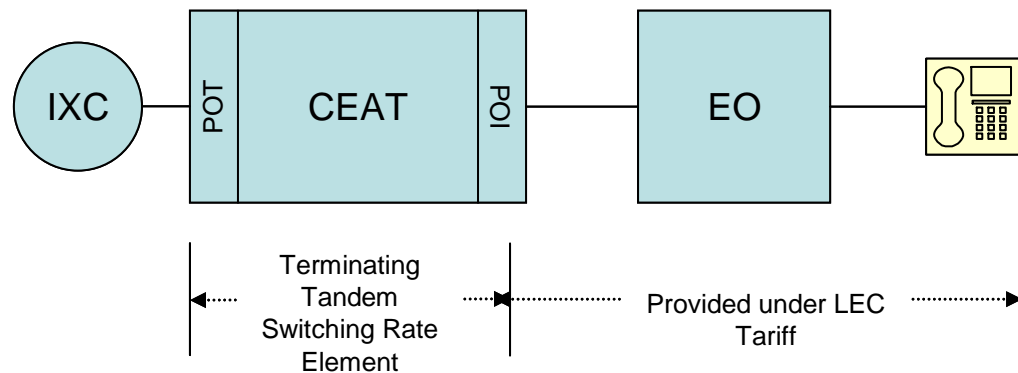 IXC
POT
CEAT
POI
EO
Terminating
Tandem
Switching Rate
Element
Provided under LEC
Tariff